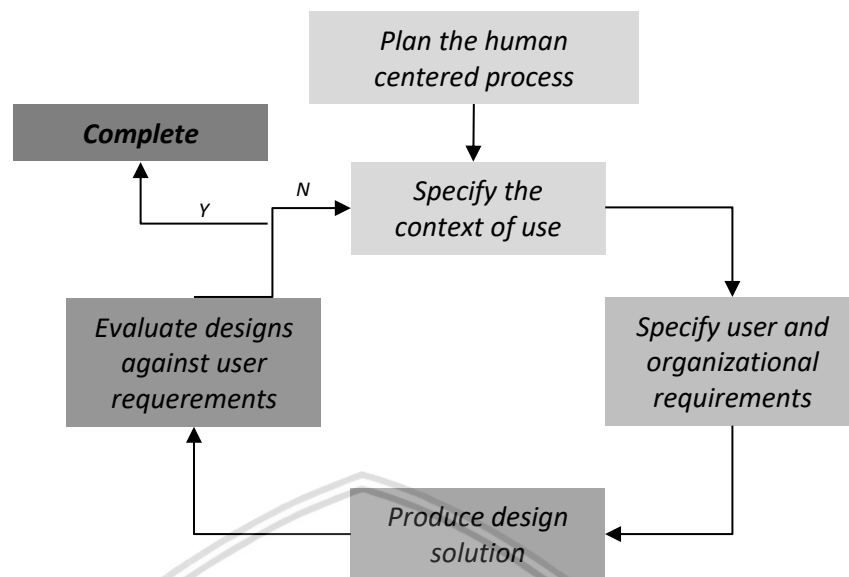 Plan the human
centered process
Complete
N
Specify the
context of use
Y
Evaluate designs
against user
requerements
Specify user and
organizational
requirements
Produce design
solution